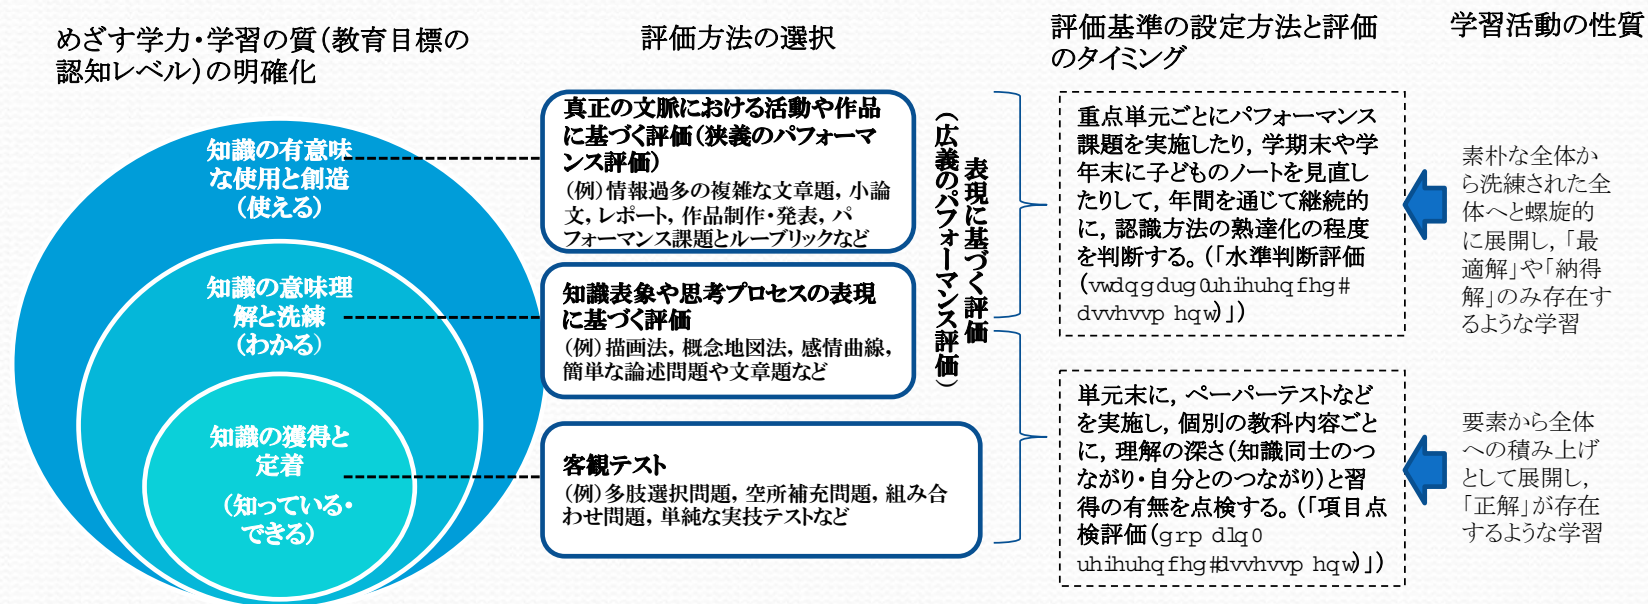 めざす学力・学習の質（教育目標の
認知レベル）の明確化
評価方法の選択
評価基準の設定方法と評価
のタイミング
学習活動の性質
知識の有意味
な使用と創造
（使える）
知識の意味理
解と洗練
（わかる）
知識の獲得と
定着
（知っている・
できる）
真正の文脈における活動や作品
に基づく評価（狭義のパフォーマ
ンス評価）
（例）情報過多の複雑な文章題，小論
文，レポート，作品制作・発表，パ
フォーマンス課題とルーブリックなど
知識表象や思考プロセスの表現
に基づく評価
（例）描画法，概念地図法，感情曲線，
簡単な論述問題や文章題など
客観テスト
（例）多肢選択問題，空所補充問題，組み合
わせ問題，単純な実技テストなど
表現に基づく評価
（広義のパフォーマンス評価）
重点単元ごとにパフォーマンス
課題を実施したり，学期末や学
年末に子どものノートを見直し
たりして，年間を通じて継続的
に，認識方法の熟達化の程度
を判断する。（「水準判断評価
（vwdqgdug0uhihuhqfhg#
dvvhvvp hqw）」）
単元末に，ペーパーテストなど
を実施し，個別の教科内容ごと
に，理解の深さ（知識同士のつ
ながり・自分とのつながり）と習
得の有無を点検する。（「項目点
検評価（grp dlq0
uhihuhqfhg#dvvhvvp hqw）」）
素朴な全体か
ら洗練された全
体へと螺旋的
に展開し，「最
適解」や「納得
解」のみ存在す
るような学習
要素から全体
への積み上げ
として展開し，
「正解」が存在
するような学習